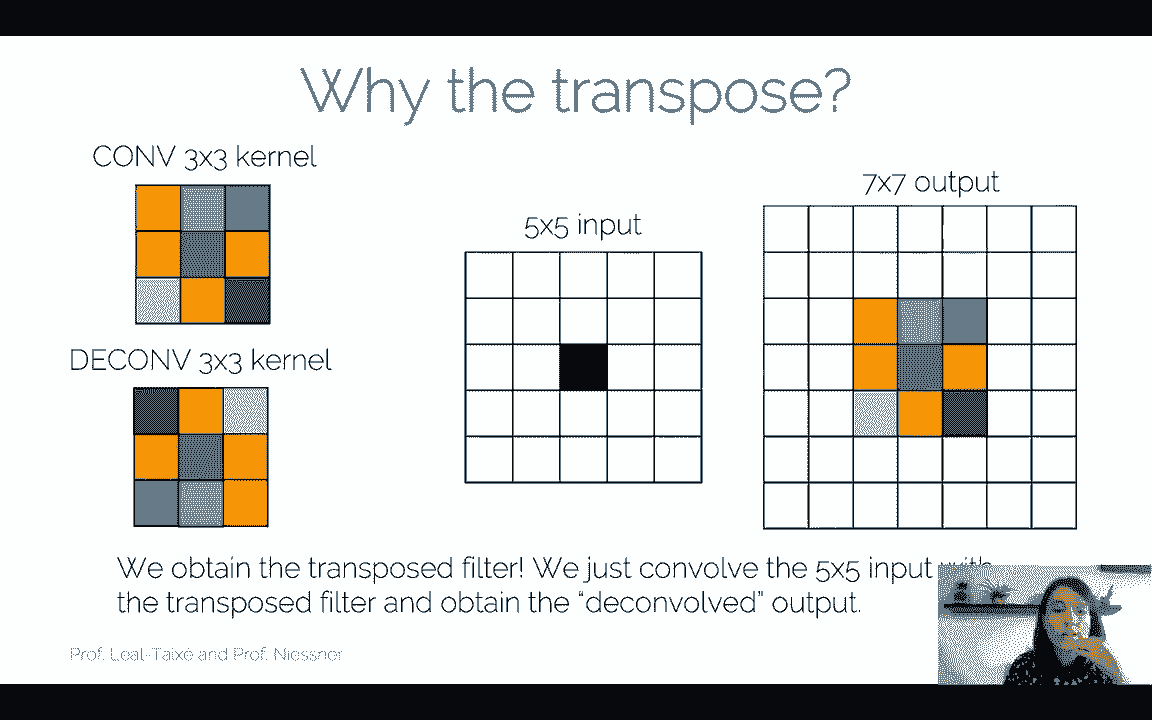 Why the transpose?
CONV 3x3 kernel
7x7 output
5x5 input
DECONV 3x3 kernel
We obtain the transposed filter! We just convolve the 5x5 input with
the transposed filter and obtain the “deconvolved” output.
Prof. Leal-Taixé and Prof. Niessner